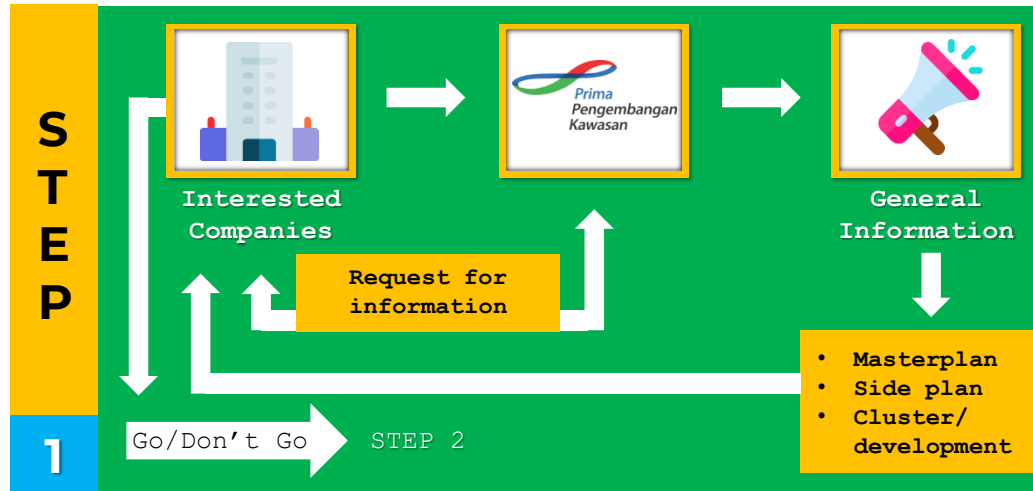 STEP
1
Prima
Pengembangan
Kawasan
Interested
Companies
General
Information
Request for
information
• Masterplan
• Side plan
• Cluster/
development
Go/Don't Go
STEP 2